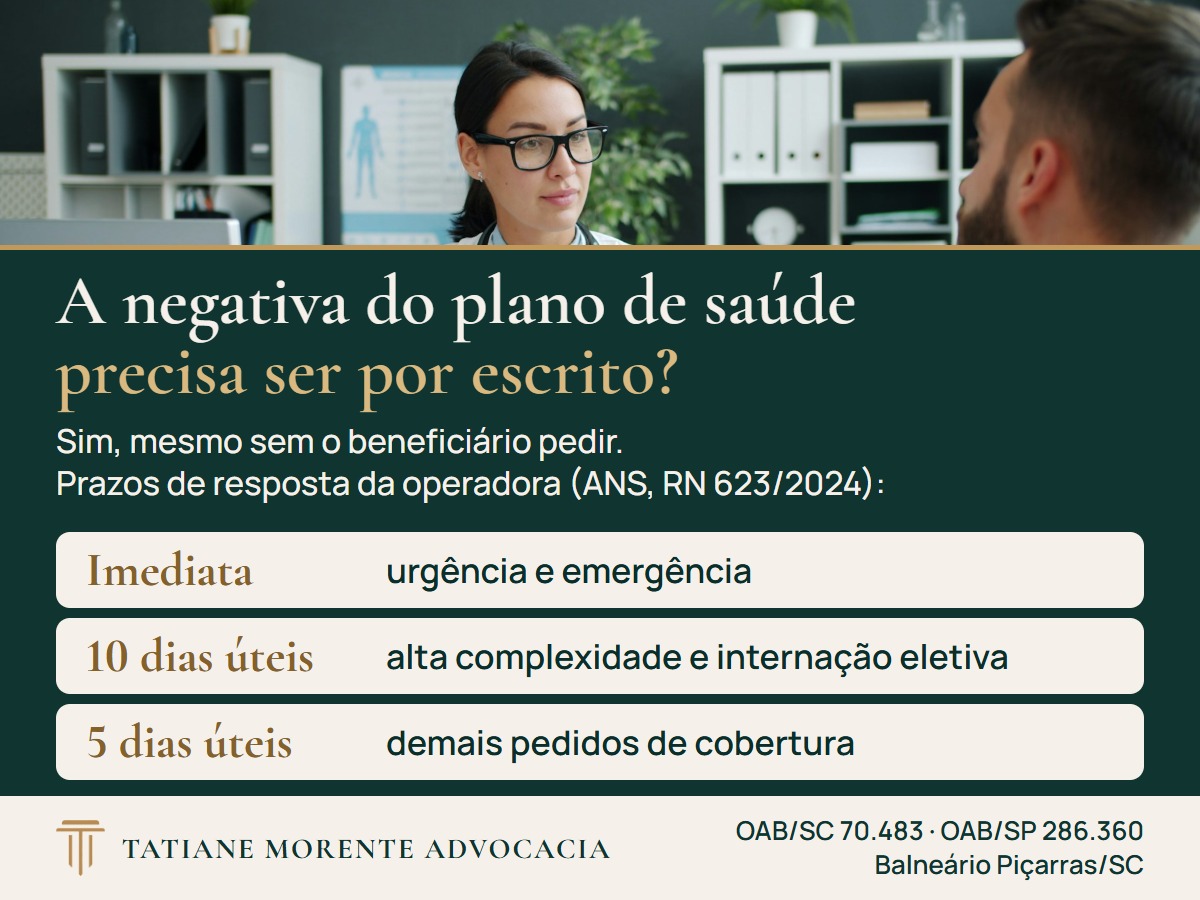 A negativa do plano de saúde
precisa ser por escrito?
Sim, mesmo sem o beneficiário pedir.
Prazos de resposta da operadora (ANS, RN 623/2024):
Imediata urgência e emergência
10 dias úteis alta complexidade e internação eletiva
5 dias úteis demais pedidos de cobertura
TATIANE MORENTE ADVOCACIA
OAB/SC 70.483 · OAB/SP 286.360
Balneário Piçarras/SC